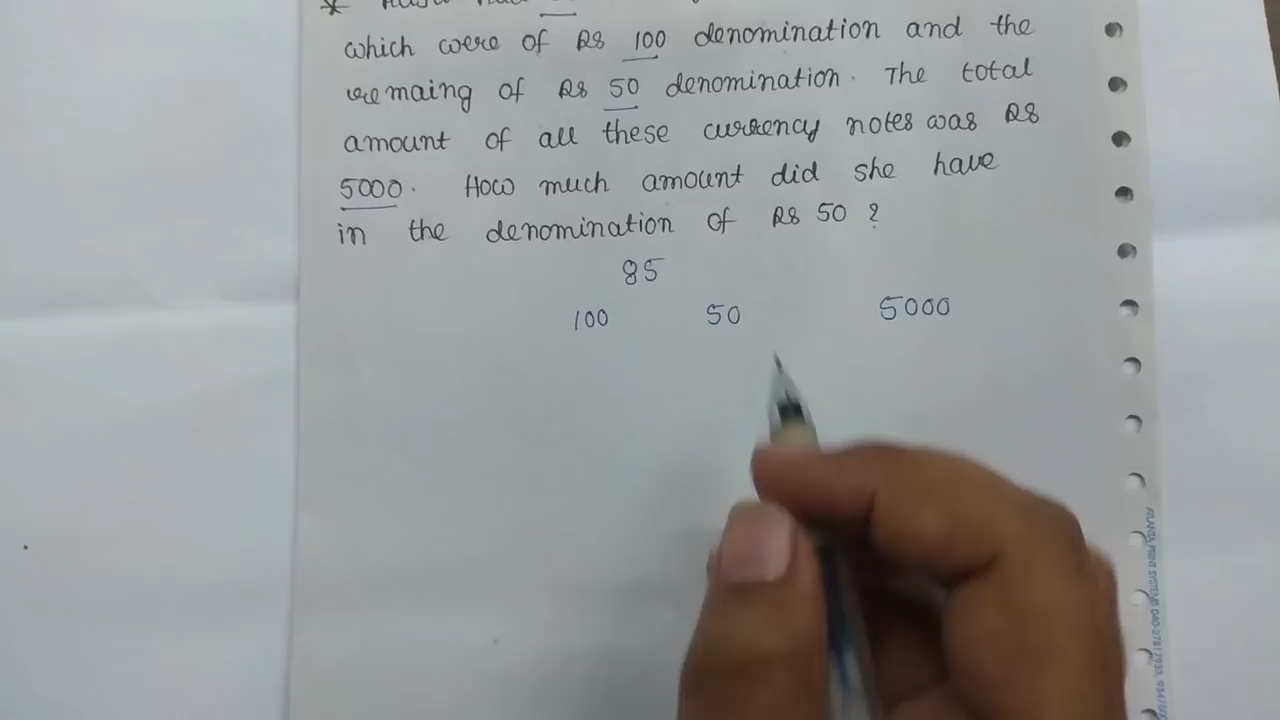 which were of Rs 100 denomination and the
remaing of Rs 50 denomination. The total
amount of all these currency notes was Rs
5000. How much amount did she have
in the denomination of Rs 50 ?
85
100 50 5000